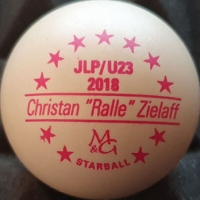 JLP/U23
2018
Christan "Ralle" Zielaff
M&G
STARBALL